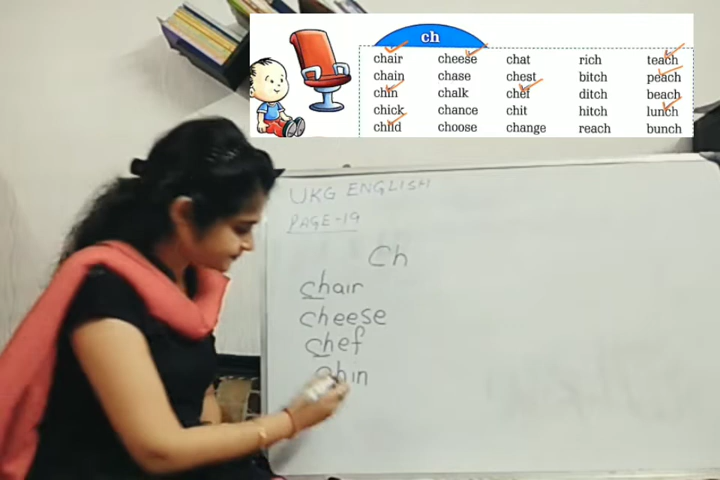 ch
chair cheese chat rich teach
chain chase chest bitch peach
chin chalk chef ditch beach
chick chance chit hitch lunch
child choose change reach bunch
UKG ENGLISH
PAGE-19
Ch
chair
cheese
chef
chin